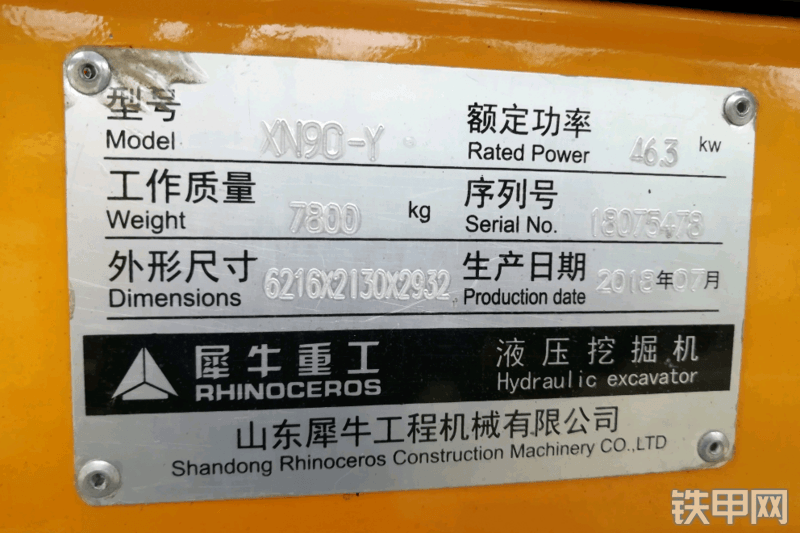 型号 XN90-Y 额定功率 46.3 kw
Model Rated Power
工作质量 7800 kg 序列号 18075478
Weight Serial No.
外形尺寸 6216X2130X2932 生产日期 2018年07月
Dimensions Production date
犀牛重工 液压挖掘机
RHINOCEROS Hydraulic excavator
山东犀牛工程机械有限公司
Shandong Rhinoceros Construction Machinery CO.,LTD
铁甲网